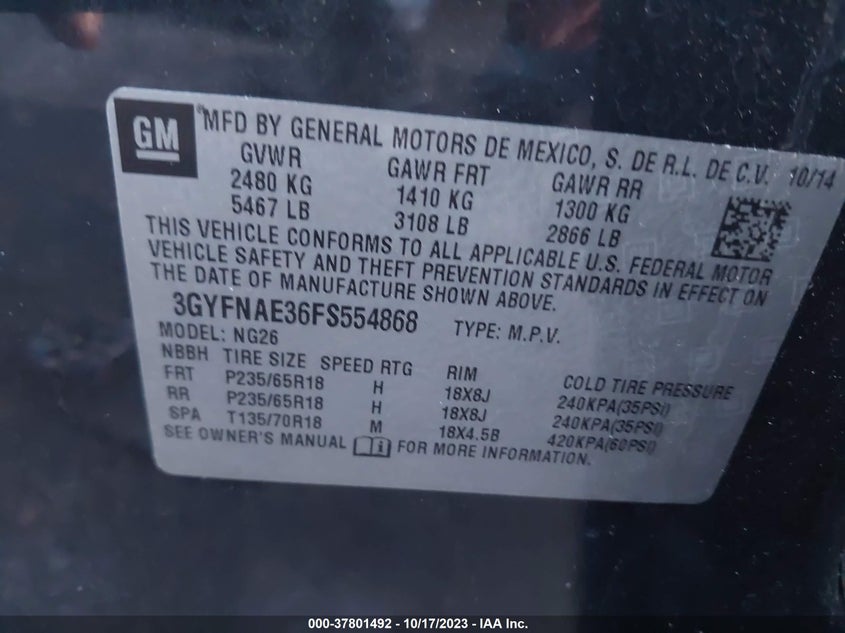 GM
® MFD BY GENERAL MOTORS DE MEXICO, S. DE R.L. DE C.V. 10/14
GVWR GAWR FRT GAWR RR
2480 KG 1410 KG 1300 KG
5467 LB 3108 LB 2866 LB
THIS VEHICLE CONFORMS TO ALL APPLICABLE U.S. FEDERAL MOTOR
VEHICLE SAFETY AND THEFT PREVENTION STANDARDS IN EFFECT ON
THE DATE OF MANUFACTURE SHOWN ABOVE.
3GYFNAE36FS554868 TYPE: M.P.V.
MODEL: NG26
NBBH TIRE SIZE SPEED RTG RIM COLD TIRE PRESSURE
FRT P235/65R18 H 18X8J 240KPA(35PSI)
RR P235/65R18 H 18X8J 240KPA(35PSI)
SPA T135/70R18 M 18X4.5B 420KPA(60PSI)
SEE OWNER'S MANUAL i FOR MORE INFORMATION.
000-37801492 - 10/17/2023 - IAA Inc.